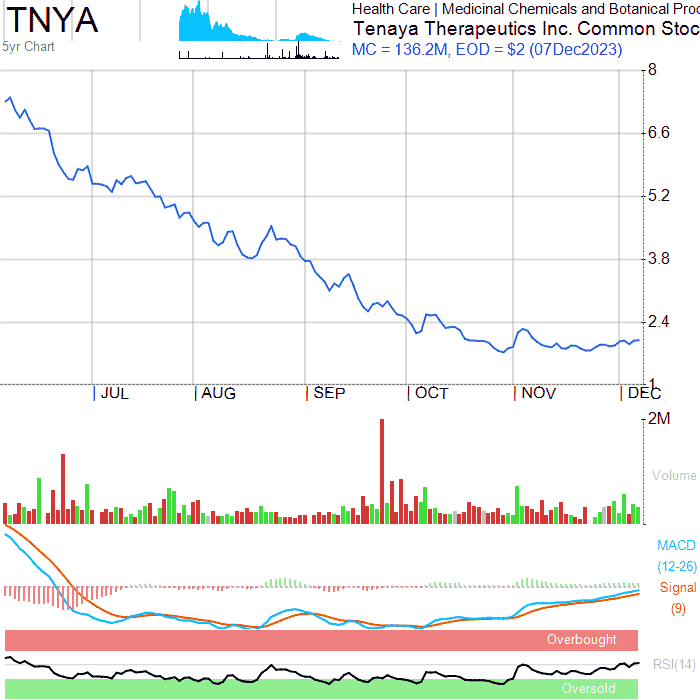 TNYA
5yr Chart
Health Care | Medicinal Chemicals and Botanical Proc
Tenaya Therapeutics Inc. Common Stoc
MC = 136.2M, EOD = $2 (07Dec2023)
8
6.6
5.2
3.8
2.4
1
JUL AUG SEP OCT NOV DEC
2M
Volume
MACD
(12-26)
Signal
(9)
Overbought
RSI(14)
Oversold